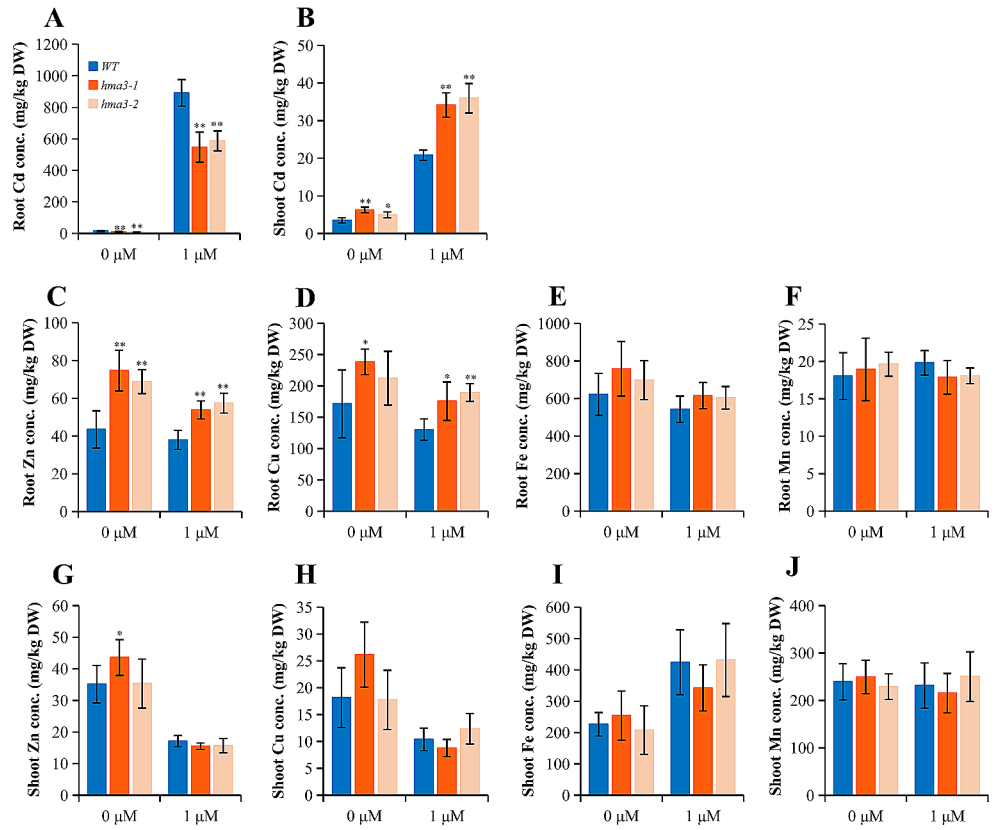 A
Root Cd conc. (mg/kg DW)
1200
1000
800
600
400
200
0
WT
hma3-1
hma3-2
** **
** **
0 μM 1 μM
B
Shoot Cd conc. (mg/kg DW)
50
40
30
20
10
0
** *
** **
0 μM 1 μM
C
Root Zn conc. (mg/kg DW)
100
80
60
40
20
0
** **
** **
0 μM 1 μM
D
Root Cu conc. (mg/kg DW)
300
250
200
150
100
50
0
*
* **
0 μM 1 μM
E
Root Fe conc. (mg/kg DW)
1000
800
600
400
200
0
0 μM 1 μM
F
Root Mn conc. (mg/kg DW)
25
20
15
10
5
0
0 μM 1 μM
G
Shoot Zn conc. (mg/kg DW)
60
50
40
30
20
10
0
*
0 μM 1 μM
H
Shoot Cu conc. (mg/kg DW)
35
30
25
20
15
10
5
0
0 μM 1 μM
I
Shoot Fe conc. (mg/kg DW)
600
500
400
300
200
100
0
0 μM 1 μM
J
Shoot Mn conc. (mg/kg DW)
400
300
200
100
0
0 μM 1 μM